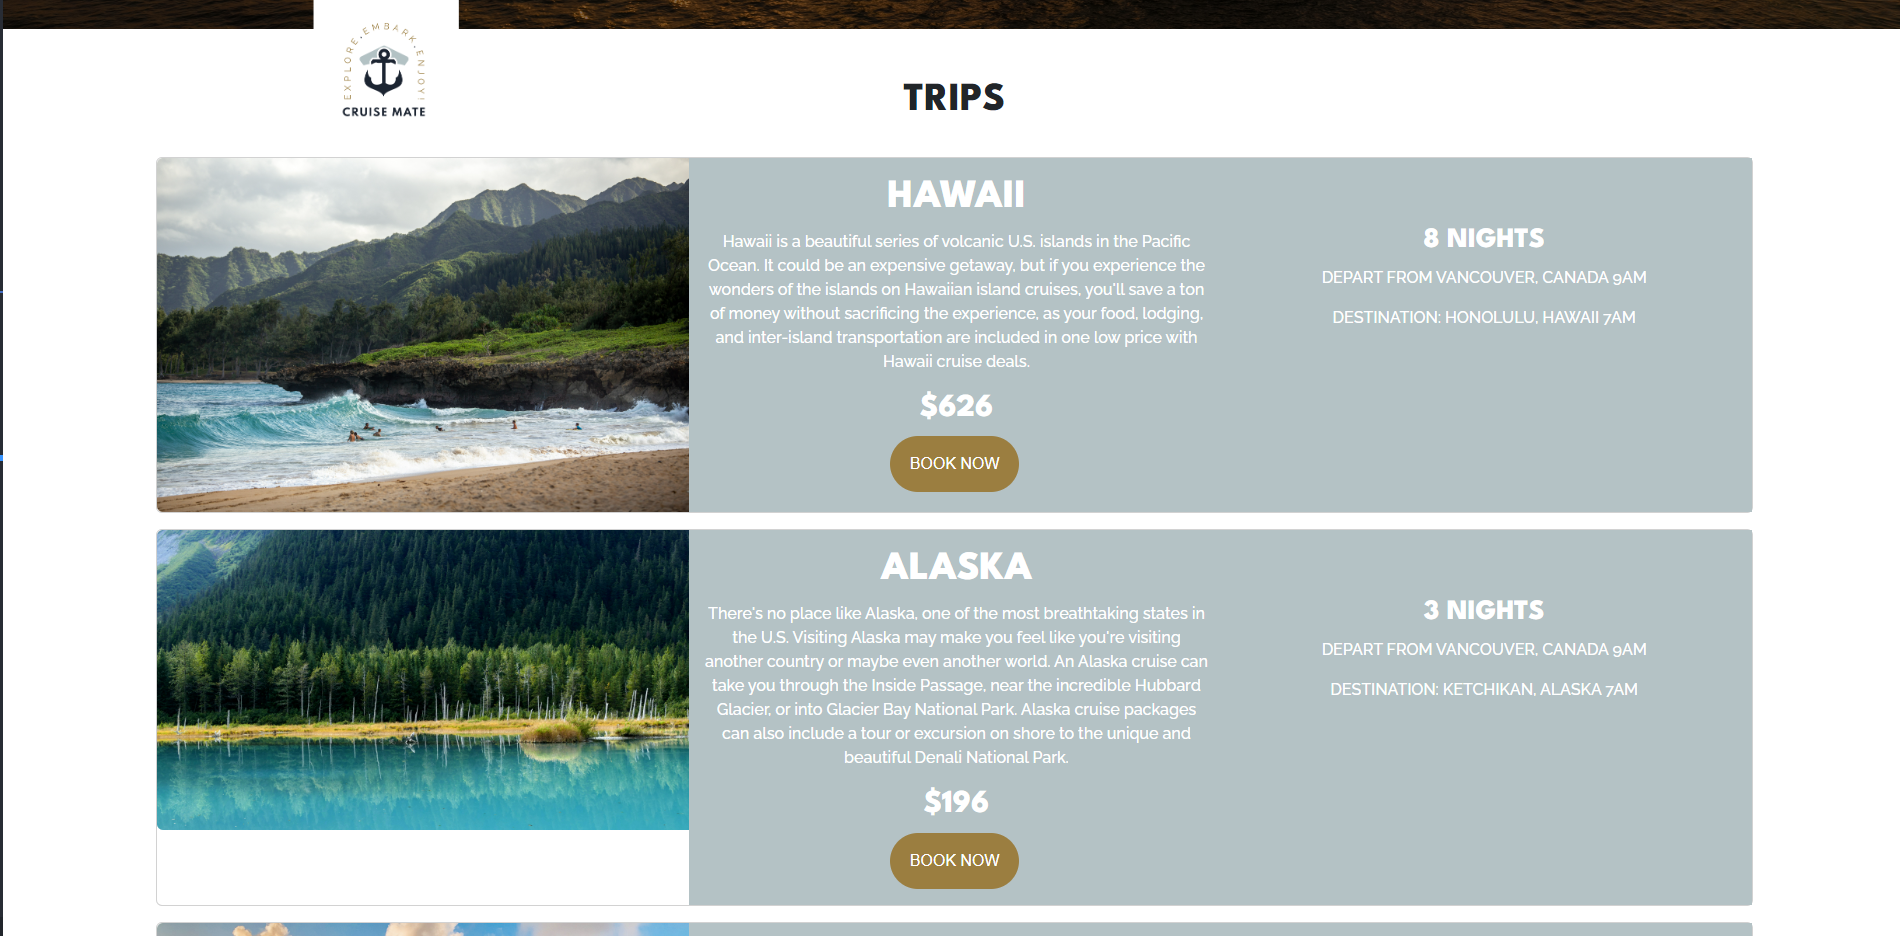 EXPLORE.EMBARK.ENJOY!
CRUISE MATE
TRIPS
HAWAII
Hawaii is a beautiful series of volcanic U.S. islands in the Pacific
Ocean. It could be an expensive getaway, but if you experience the
wonders of the islands on Hawaiian island cruises, you'll save a ton
of money without sacrificing the experience, as your food, lodging,
and inter-island transportation are included in one low price with
Hawaii cruise deals.
$626
BOOK NOW
8 NIGHTS
DEPART FROM VANCOUVER, CANADA 9AM
DESTINATION: HONOLULU, HAWAII 7AM
ALASKA
There's no place like Alaska, one of the most breathtaking states in
the U.S. Visiting Alaska may make you feel like you're visiting
another country or maybe even another world. An Alaska cruise can
take you through the Inside Passage, near the incredible Hubbard
Glacier, or into Glacier Bay National Park. Alaska cruise packages
can also include a tour or excursion on shore to the unique and
beautiful Denali National Park.
$196
BOOK NOW
3 NIGHTS
DEPART FROM VANCOUVER, CANADA 9AM
DESTINATION: KETCHIKAN, ALASKA 7AM